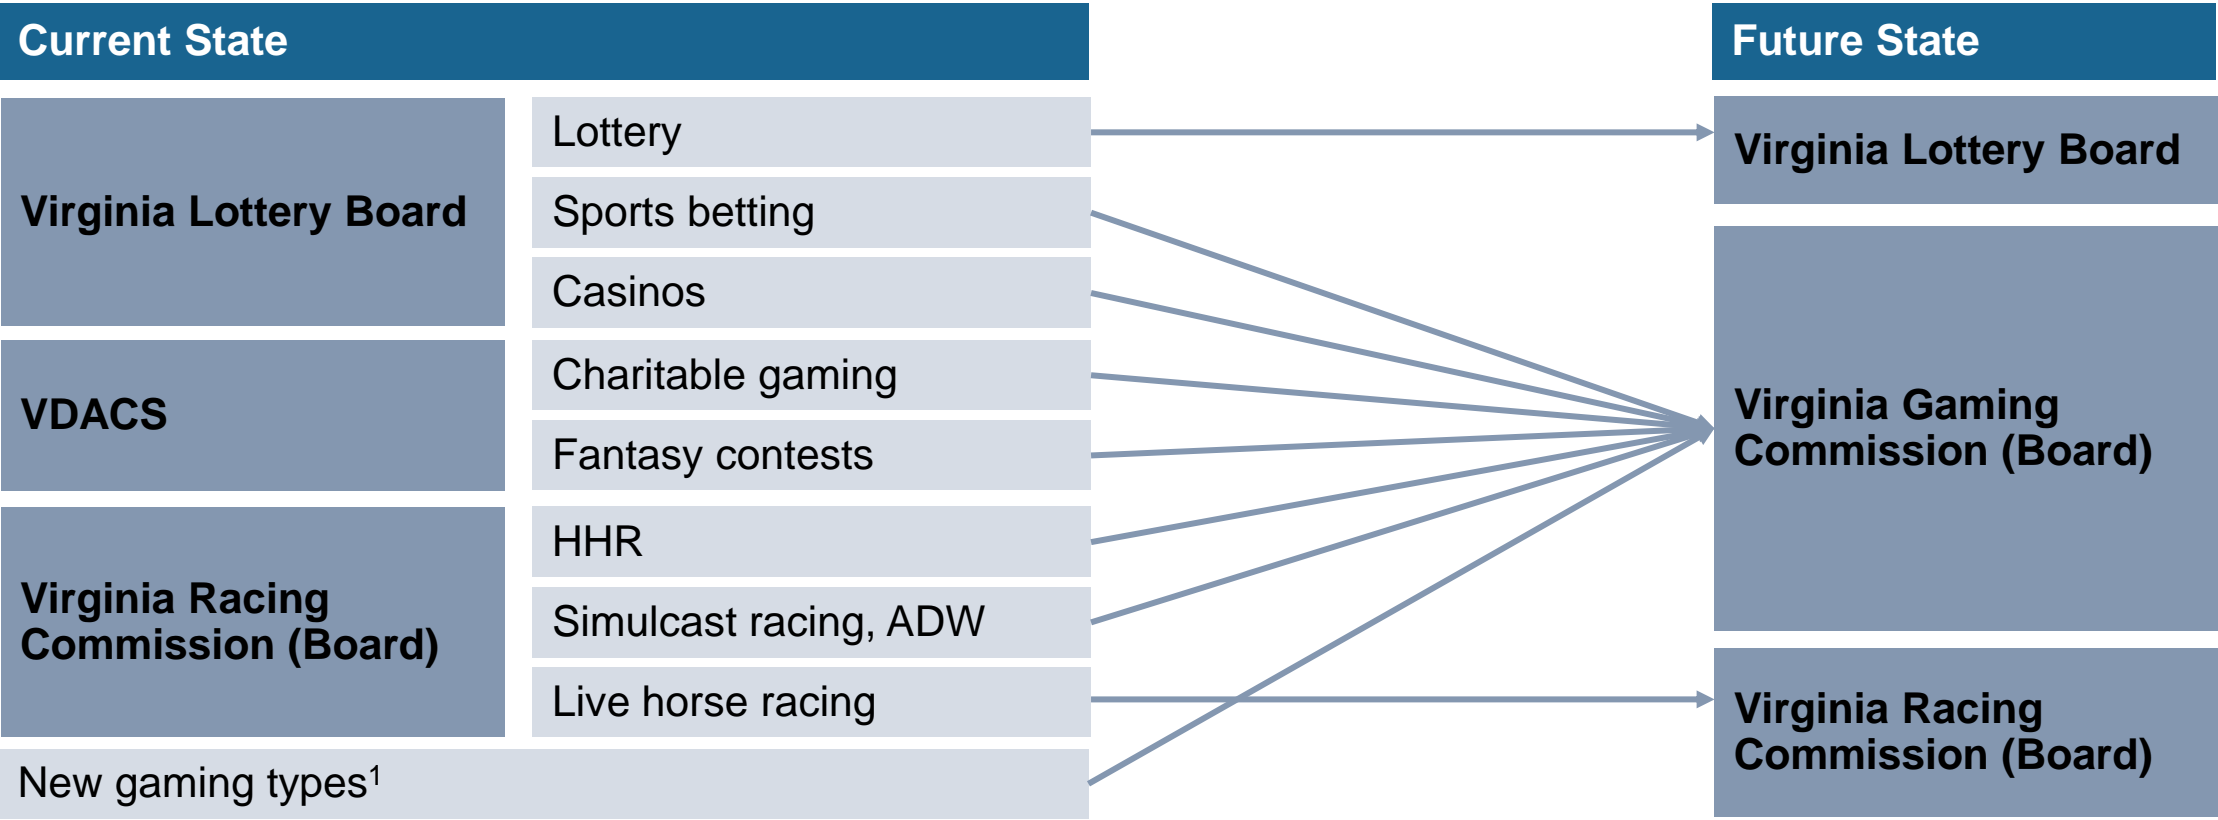 Current State
Future State
Virginia Lottery Board
Lottery
Sports betting
Casinos
VDACS
Charitable gaming
Fantasy contests
Virginia Racing
Commission (Board)
HHR
Simulcast racing, ADW
Live horse racing
New gaming types¹
Virginia Lottery Board
Virginia Gaming
Commission (Board)
Virginia Racing
Commission (Board)